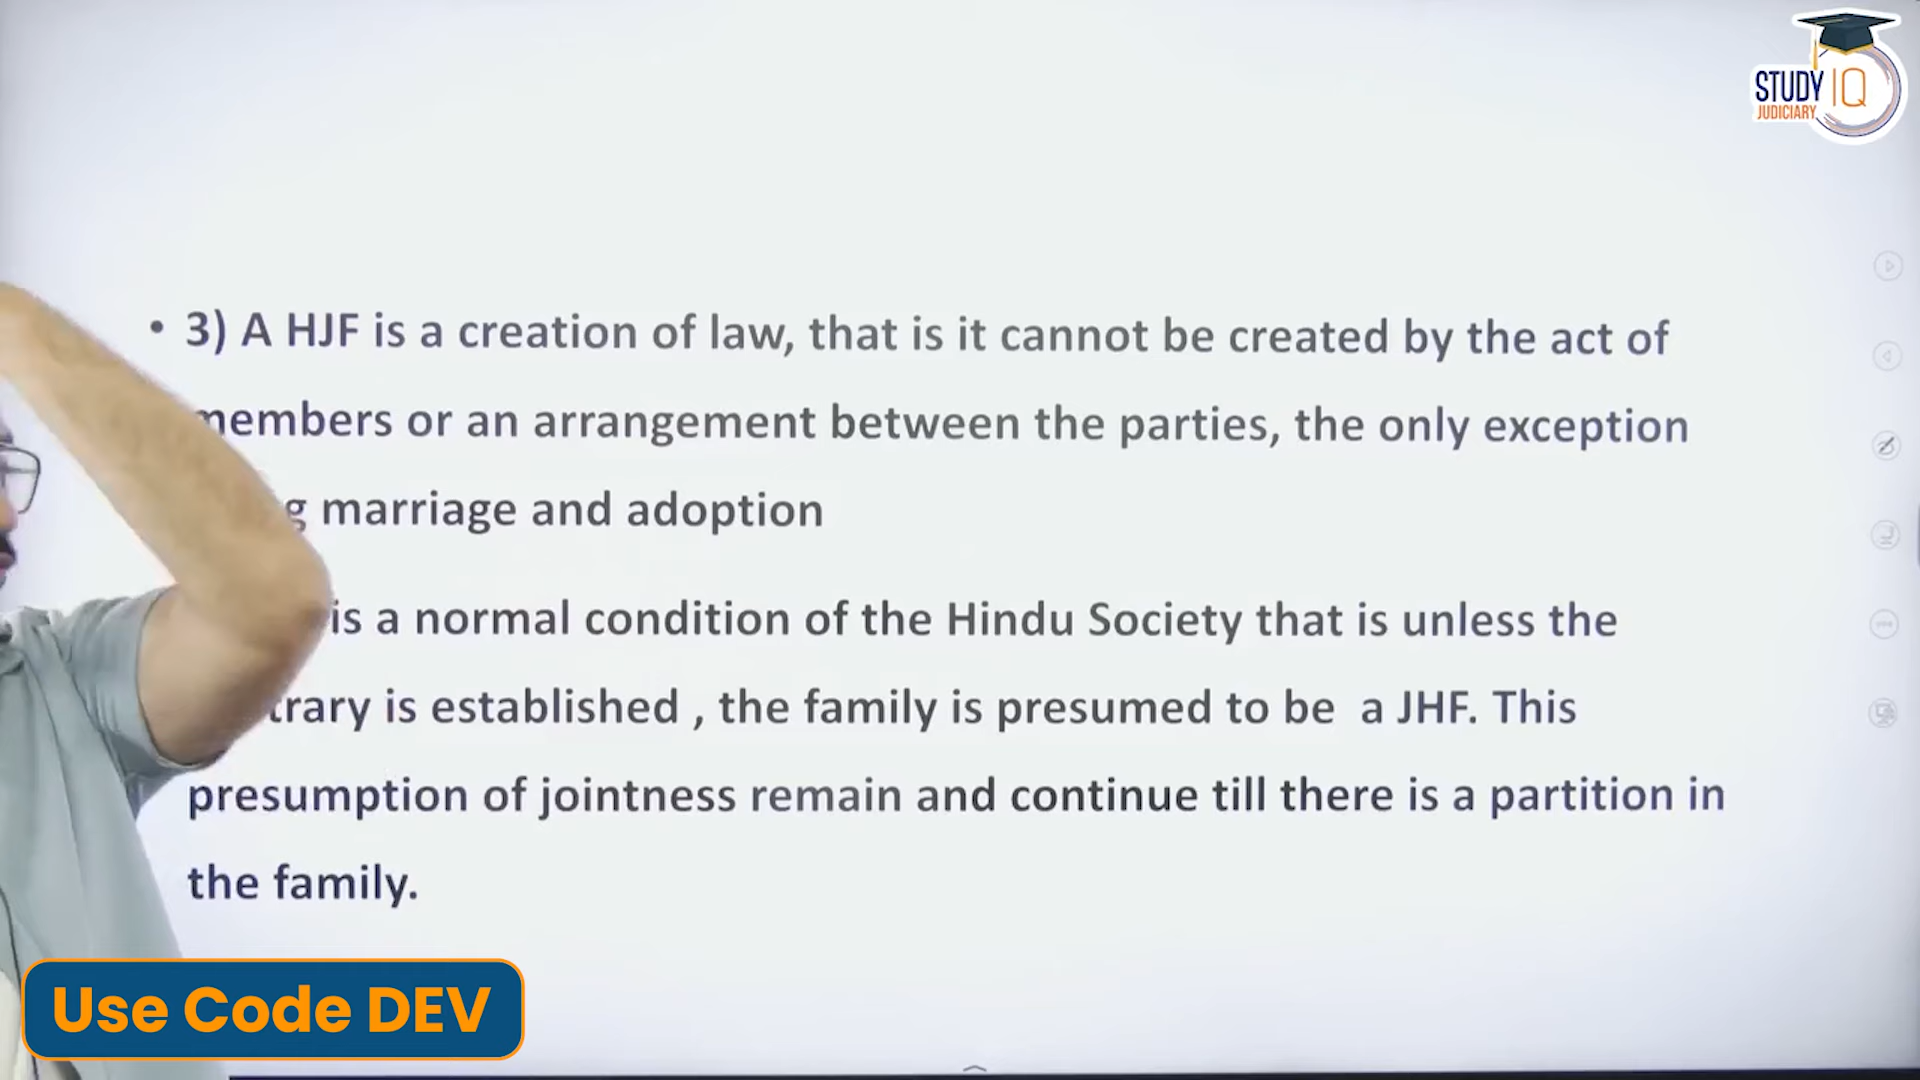 STUDY IQ
JUDICIARY
• 3) A HJF is a creation of law, that is it cannot be created by the act of
or an arrangement between the parties, the only exception
marriage and adoption
is a normal condition of the Hindu Society that is unless the
is established , the family is presumed to be a JHF. This
presumption of jointness remain and continue till there is a partition in
the family.
Use Code DEV